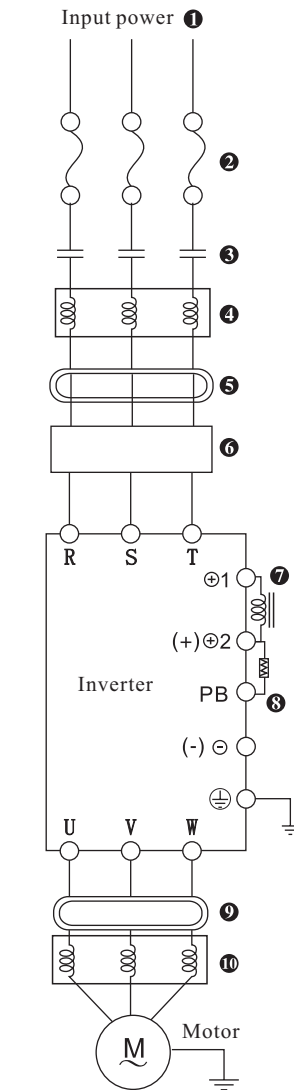 Input power ❶
❷
❸
❹
❺
❻
R S T
⊕1 ❼
(+)⊕2
Inverter
PB ❽
(-) ⊖
U V W
❾
❿
Motor
M
~